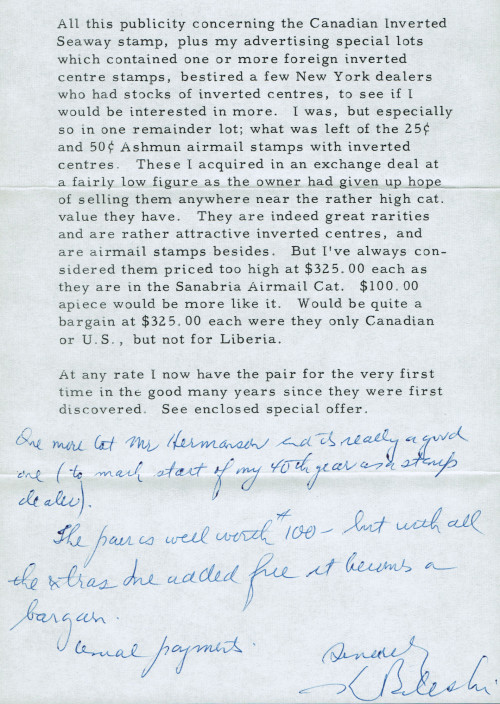 All this publicity concerning the Canadian Inverted
Seaway stamp, plus my advertising special lots
which contained one or more foreign inverted
centre stamps, bestired a few New York dealers
who had stocks of inverted centres, to see if I
would be interested in more. I was, but especially
so in one remainder lot; what was left of the 25¢
and 50¢ Ashmun airmail stamps with inverted
centres. These I acquired in an exchange deal at
a fairly low figure as the owner had given up hope
of selling them anywhere near the rather high cat.
value they have. They are indeed great rarities
and are rather attractive inverted centres, and
are airmail stamps besides. But I've always con-
sidered them priced too high at $325.00 each as
they are in the Sanabria Airmail Cat. $100.00
apiece would be more like it. Would be quite a
bargain at $325.00 each were they only Canadian
or U.S., but not for Liberia.
At any rate I now have the pair for the very first
time in the good many years since they were first
discovered. See enclosed special offer.
One more lot Mr Hermanson and its really a good
one (to mark start of my 40th year as a stamp
dealer).
The pair is well worth $100 - but with all
the xtras I've added free it becomes a
bargain.
usual payments.
Sincerely
K Bileski